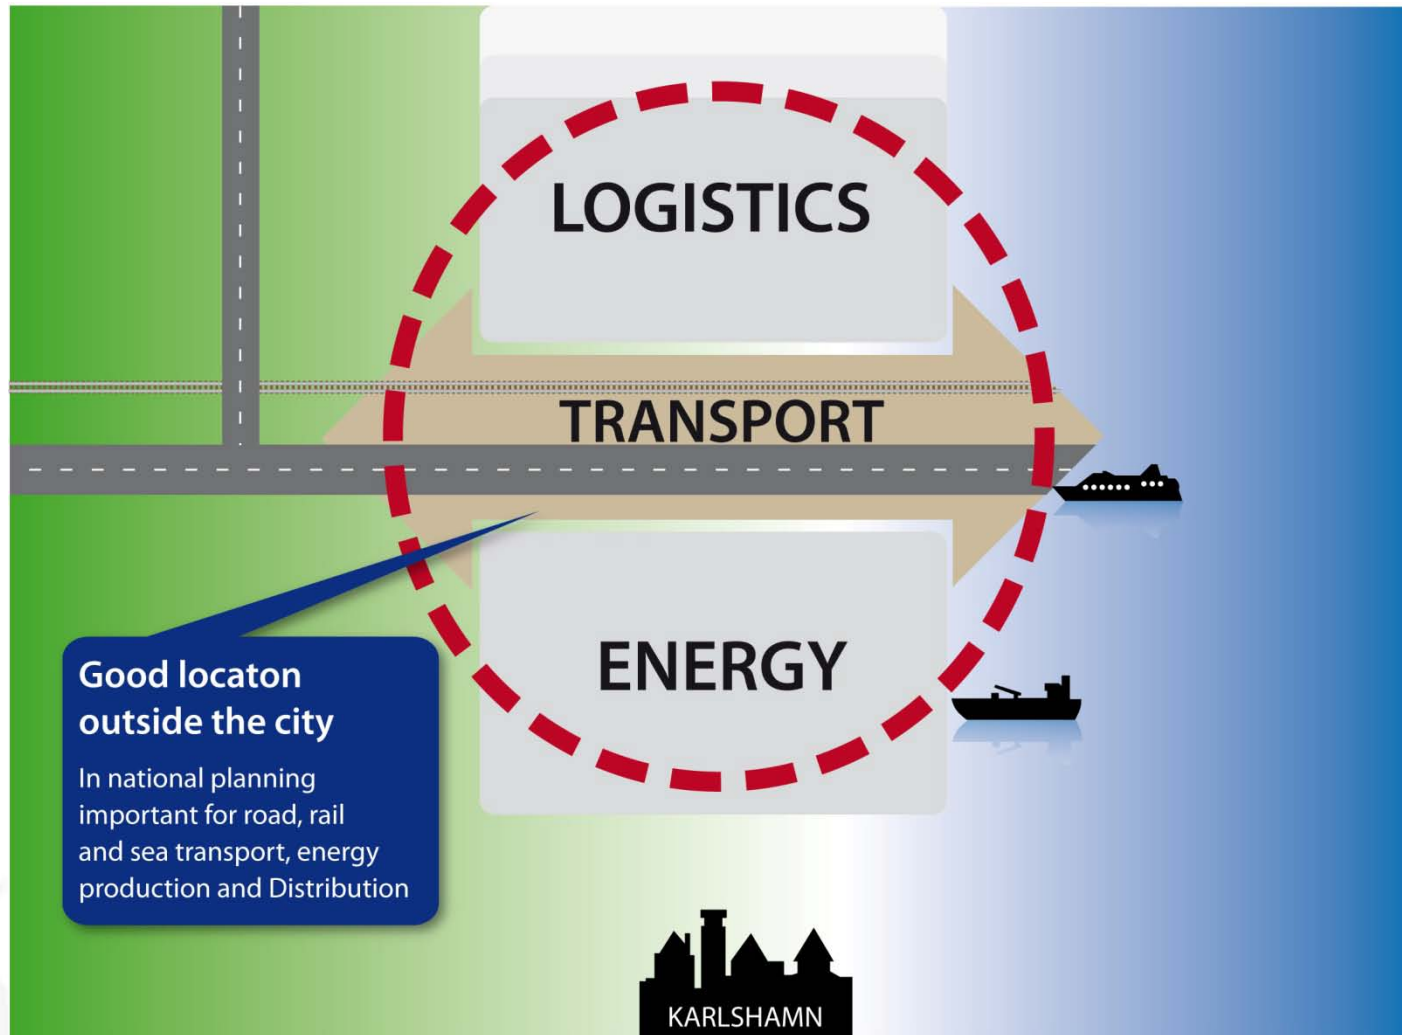 LOGISTICS
TRANSPORT
ENERGY
Good locaton
outside the city
In national planning
important for road, rail
and sea transport, energy
production and Distribution
KARLSHAMN